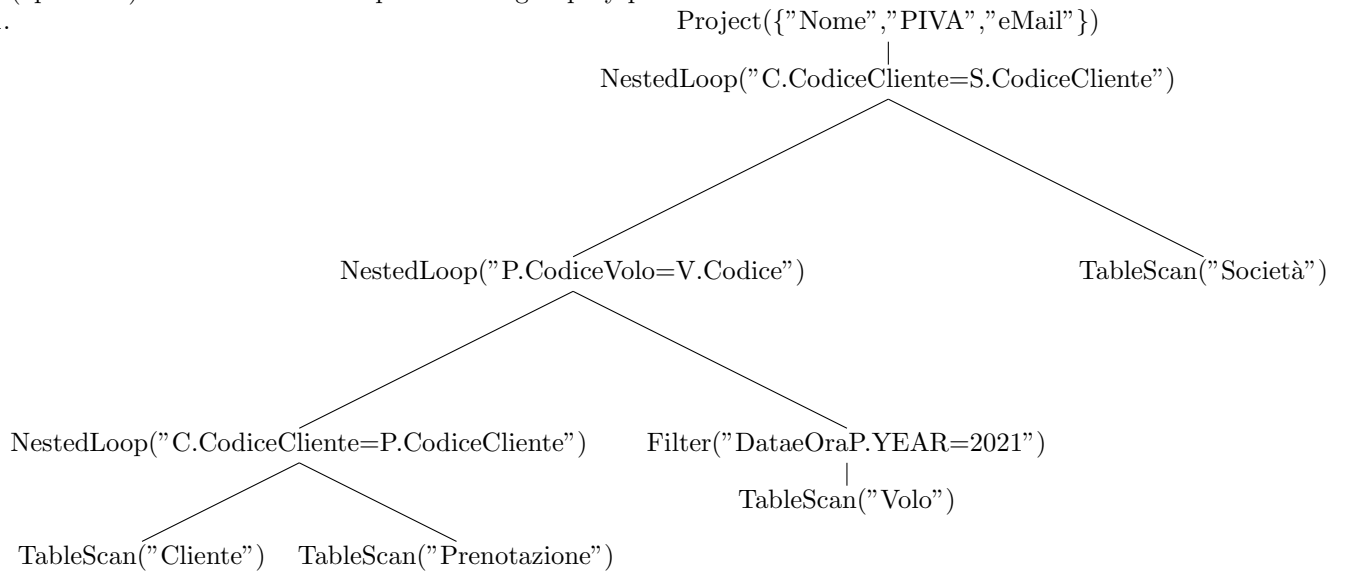 Project({”Nome”,”PIVA”,”eMail”})
NestedLoop(”C.CodiceCliente=S.CodiceCliente”)
NestedLoop(”P.CodiceVolo=V.Codice”) TableScan(”Società”)
NestedLoop(”C.CodiceCliente=P.CodiceCliente”) Filter(”DataeOraP.YEAR=2021”)
TableScan(”Volo”)
TableScan(”Cliente”) TableScan(”Prenotazione”)